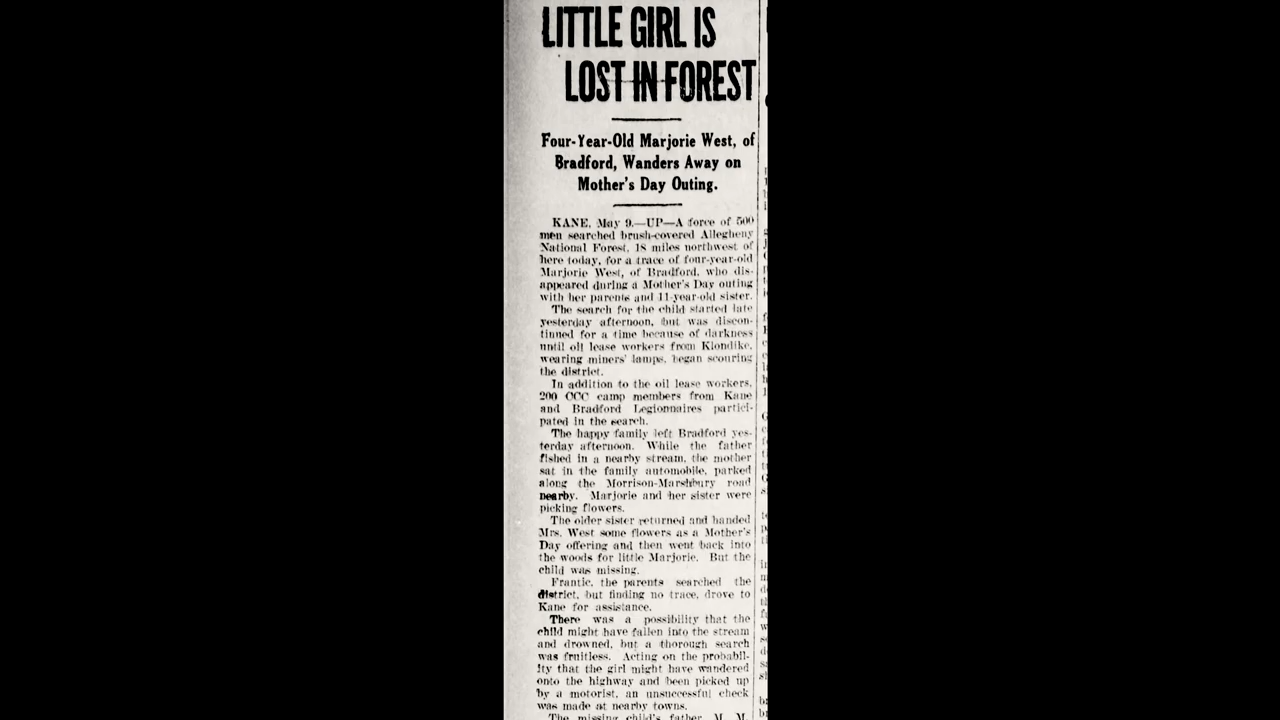 LITTLE GIRL IS
LOST IN FOREST
Four-Year-Old Marjorie West, of
Bradford, Wanders Away on
Mother's Day Outing.
KANE, May 9.—UP—A force of 500
men searched brush-covered Allegheny
National Forest, 18 miles northwest of
here today, for a trace of four-year-old
Marjorie West, of Bradford, who dis-
appeared during a Mother's Day outing
with her parents and 11-year-old sister.
The search for the child started late
yesterday afternoon, but was discon-
tinued for a time because of darkness
until oil lease workers from Klondike,
wearing miners' lamps, began scouring
the district.
In addition to the oil lease workers,
200 CCC camp members from Kane
and Bradford Legionnaires partici-
pated in the search.
The happy family left Bradford yes-
terday afternoon. While the father
fished in a nearby stream, the mother
sat in the family automobile, parked
along the Morrison-Marshbury road
nearby. Marjorie and her sister were
picking flowers.
The older sister returned and handed
Mrs. West some flowers as a Mother's
Day offering and then went back into
the woods for little Marjorie. But the
child was missing.
Frantic, the parents searched the
district, but finding no trace, drove to
Kane for assistance.
There was a possibility that the
child might have fallen into the stream
and drowned, but a thorough search
was fruitless. Acting on the probabil-
ity that the girl might have wandered
onto the highway and been picked up
by a motorist, an unsuccessful check
was made at nearby towns.
The missing child's father, M. M.